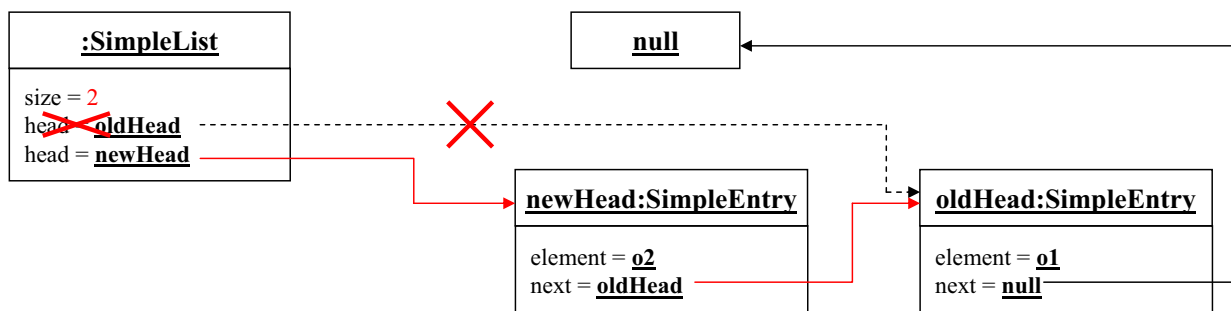 :SimpleList
null
size = 2
head = oldHead
head = newHead
newHead:SimpleEntry
oldHead:SimpleEntry
element = o2
next = oldHead
element = o1
next = null